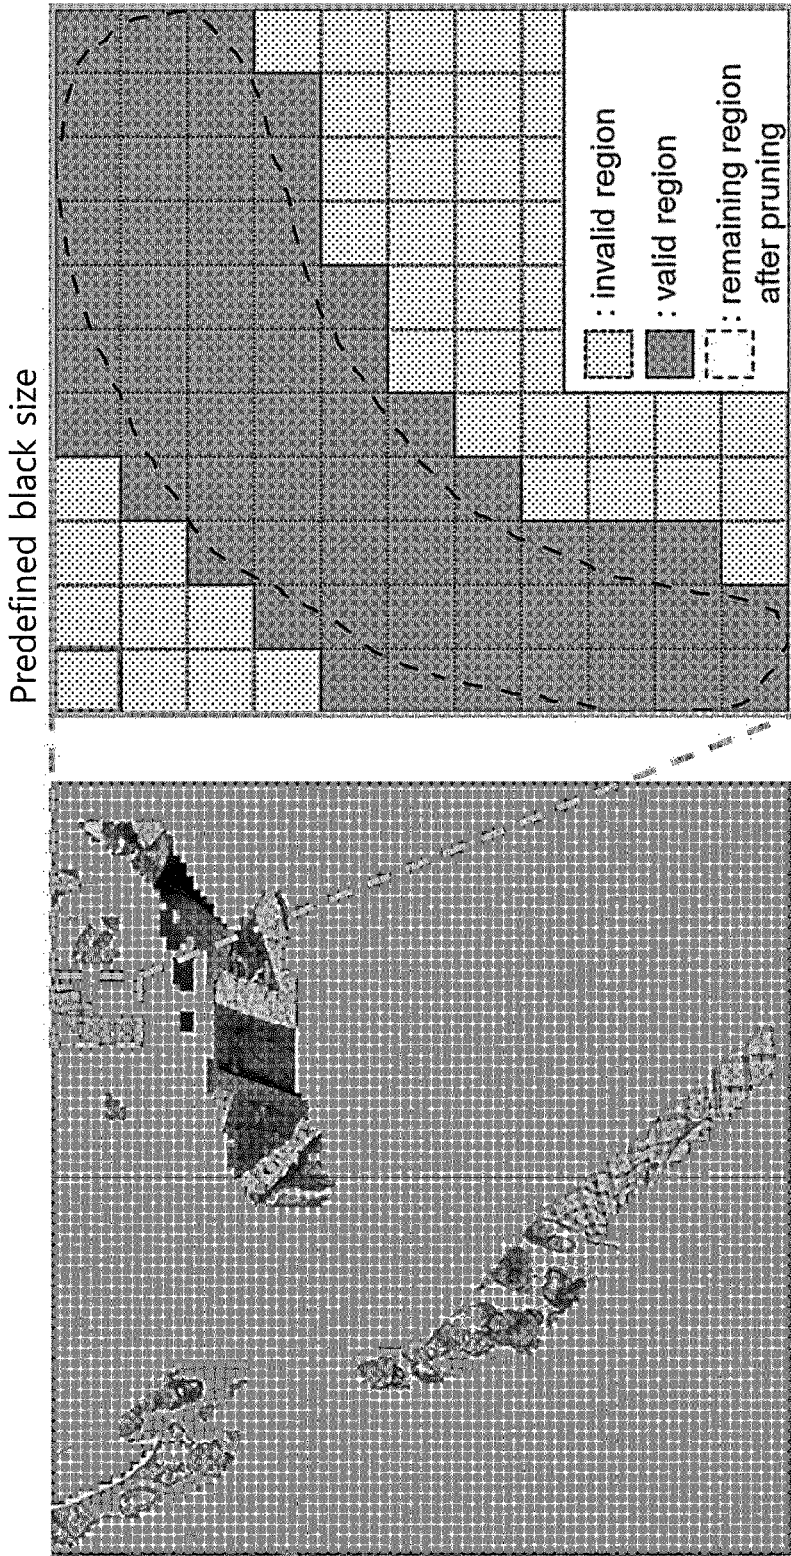 Predefined black size
: invalid region
: valid region
: remaining region
after pruning